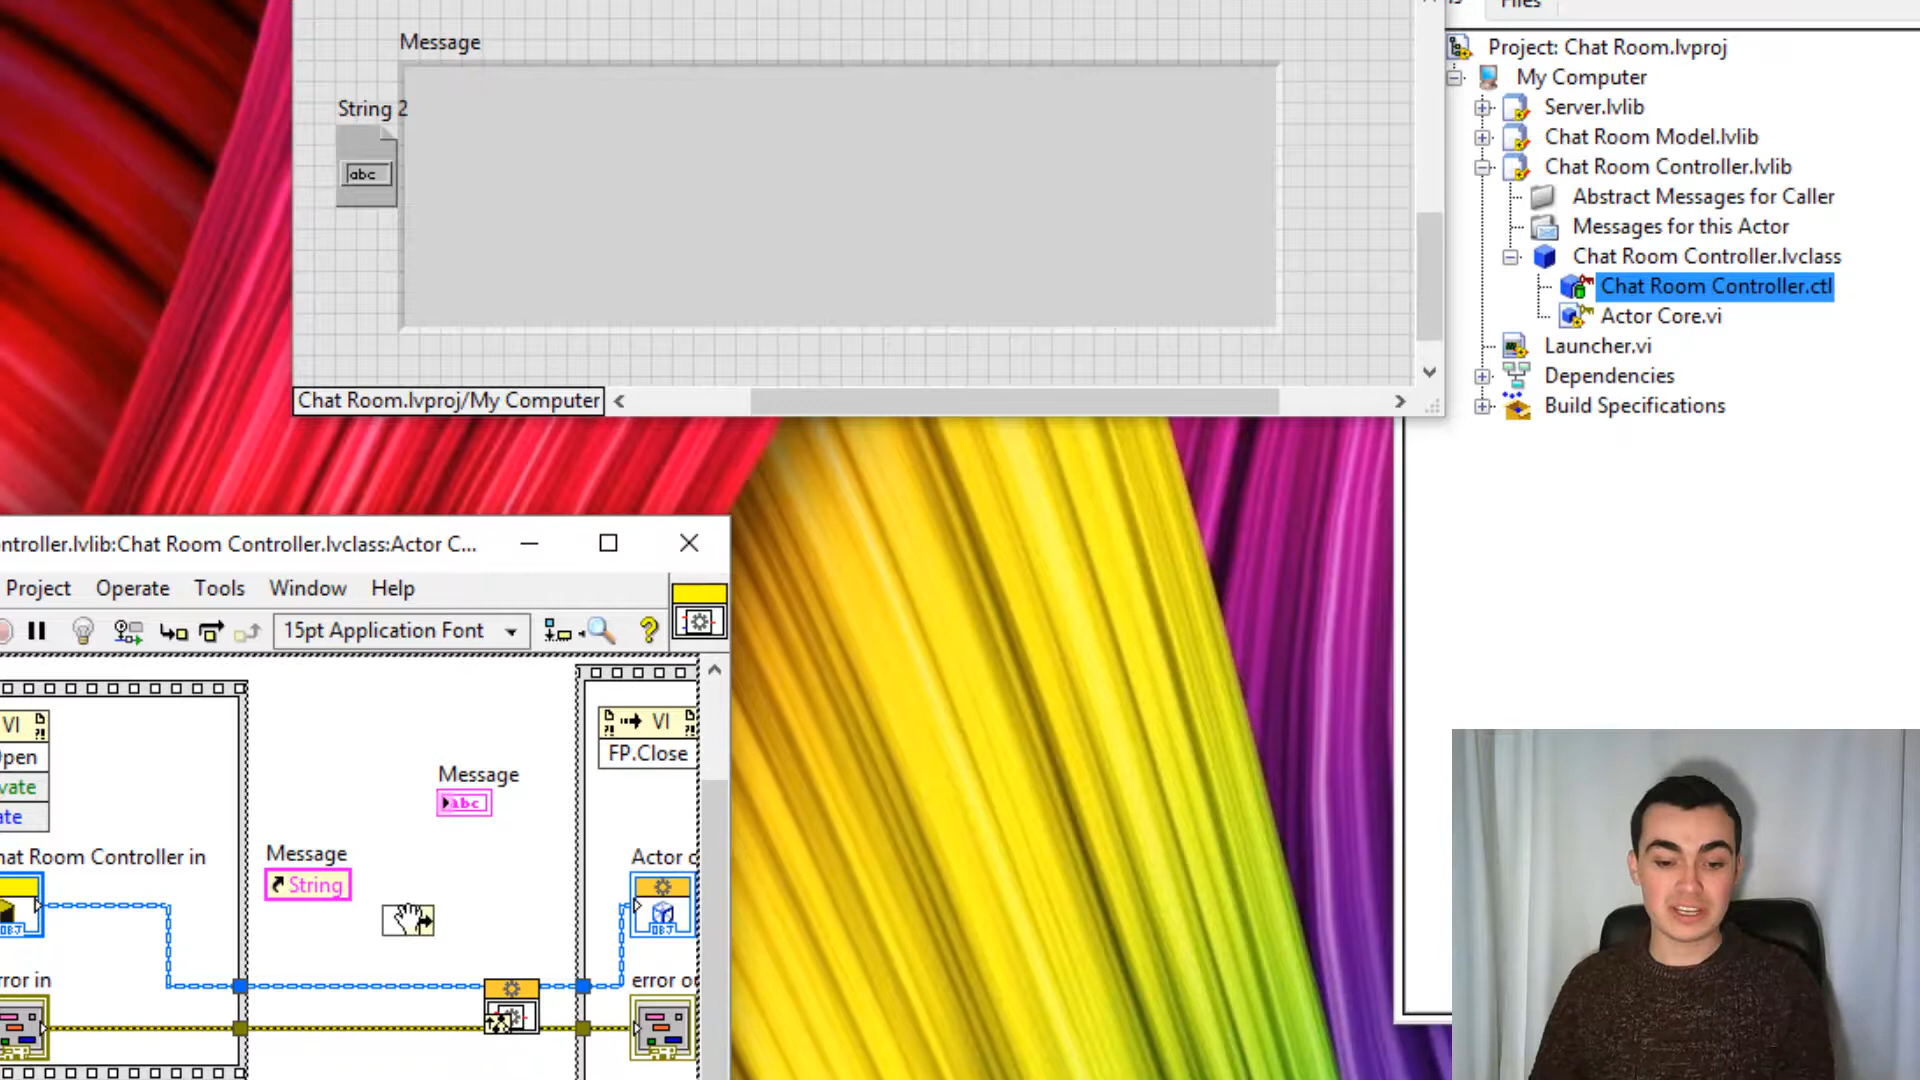 Message
String 2
abc
Chat Room.lvproj/My Computer
Files
Project: Chat Room.lvproj
My Computer
Server.lvlib
Chat Room Model.lvlib
Chat Room Controller.lvlib
Abstract Messages for Caller
Messages for this Actor
Chat Room Controller.lvclass
Chat Room Controller.ctl
Actor Core.vi
Launcher.vi
Dependencies
Build Specifications
ntroller.lvlib:Chat Room Controller.lvclass:Actor C...
Project Operate Tools Window Help
15pt Application Font
VI
pen
vate
ate
VI
FP.Close
Message
abc
Message
String
hat Room Controller in
OBJ
Actor o
OBJ
rror in
error o